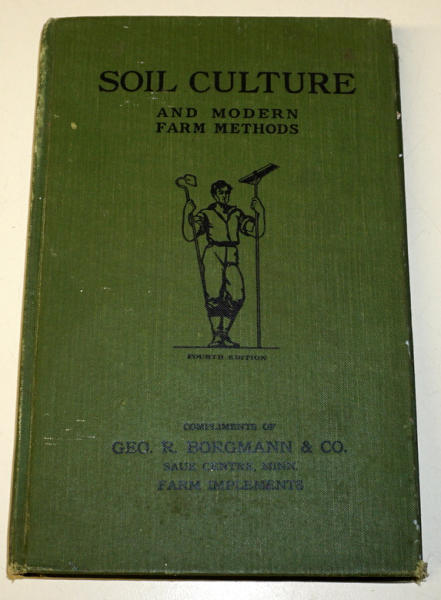 SOIL CULTURE
AND MODERN
FARM METHODS
FOURTH EDITION
COMPLIMENTS OF
GEO. R. BORGMANN & CO.
SAUK CENTRE, MINN.
FARM IMPLEMENTS